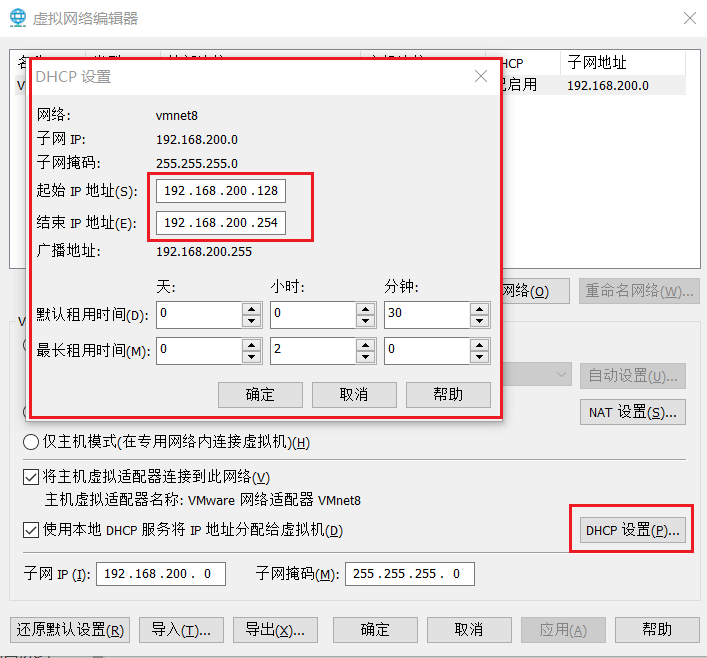 虚拟网络编辑器
子网地址
已启用
192.168.200.0
DHCP 设置
网络:
vmnet8
子网 IP:
192.168.200.0
子网掩码:
255.255.255.0
起始 IP 地址(S):
192.168.200.128
结束 IP 地址(E):
192.168.200.254
广播地址:
192.168.200.255
天:
小时:
分钟:
默认租用时间(D):
0
0
30
最长租用时间(M):
0
2
0
确定
取消
帮助
网络(O)
重命名网络(W)...
自动设置(U)...
NAT 设置(S)...
仅主机模式(在专用网络内连接虚拟机)(H)
将主机虚拟适配器连接到此网络(V)
主机虚拟适配器名称: VMware 网络适配器 VMnet8
使用本地 DHCP 服务将 IP 地址分配给虚拟机(D)
DHCP 设置(P)...
子网 IP (I):
192.168.200. 0
子网掩码(M):
255.255.255. 0
还原默认设置(R)
导入(T)...
导出(X)...
确定
取消
应用(A)
帮助